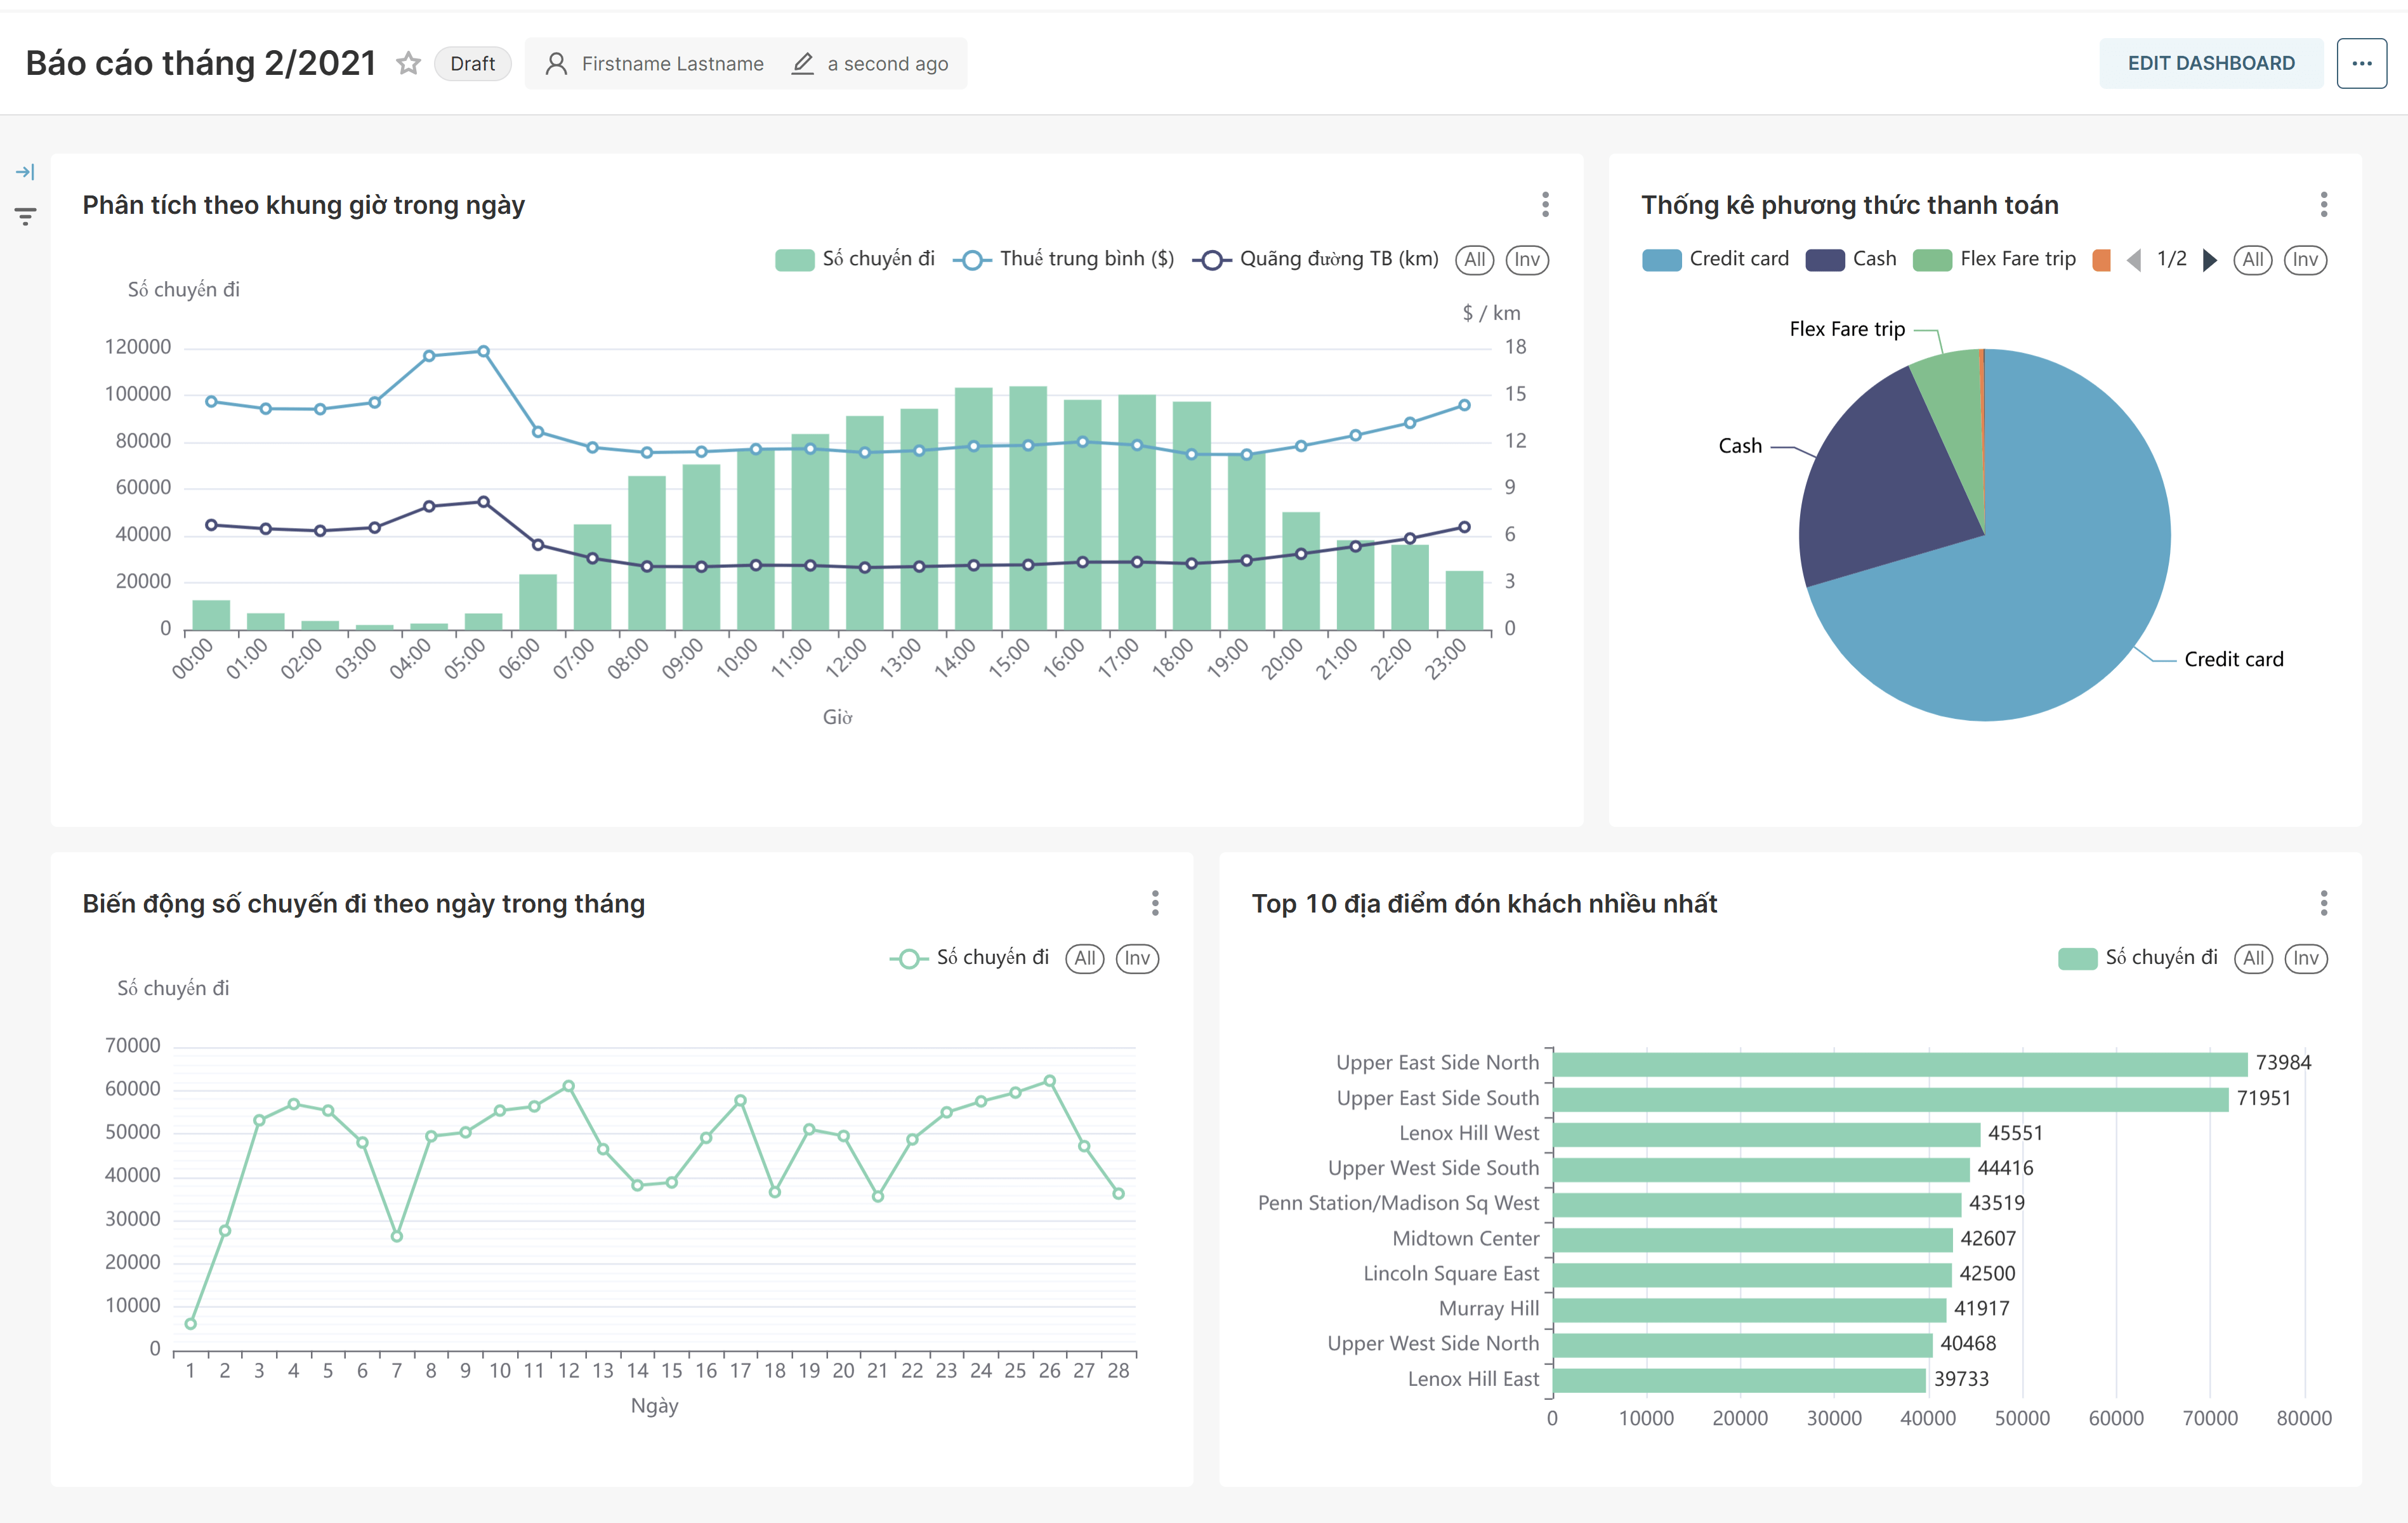 Báo cáo tháng 2/2021 Draft Firstname Lastname a second ago EDIT DASHBOARD ...
Phân tích theo khung giờ trong ngày
Số chuyến đi Thuế trung bình ($) Quãng đường TB (km) All Inv
Số chuyến đi
$ / km
120000 18
100000 15
80000 12
60000 9
40000 6
20000 3
0 0
00:00 01:00 02:00 03:00 04:00 05:00 06:00 07:00 08:00 09:00 10:00 11:00 12:00 13:00 14:00 15:00 16:00 17:00 18:00 19:00 20:00 21:00 22:00 23:00
Giờ
Thống kê phương thức thanh toán
Credit card Cash Flex Fare trip 1/2 All Inv
Flex Fare trip
Cash
Credit card
Biến động số chuyến đi theo ngày trong tháng
Số chuyến đi All Inv
Số chuyến đi
70000
60000
50000
40000
30000
20000
10000
0
1 2 3 4 5 6 7 8 9 10 11 12 13 14 15 16 17 18 19 20 21 22 23 24 25 26 27 28
Ngày
Top 10 địa điểm đón khách nhiều nhất
Số chuyến đi All Inv
Upper East Side North 73984
Upper East Side South 71951
Lenox Hill West 45551
Upper West Side South 44416
Penn Station/Madison Sq West 43519
Midtown Center 42607
Lincoln Square East 42500
Murray Hill 41917
Upper West Side North 40468
Lenox Hill East 39733
0 10000 20000 30000 40000 50000 60000 70000 80000